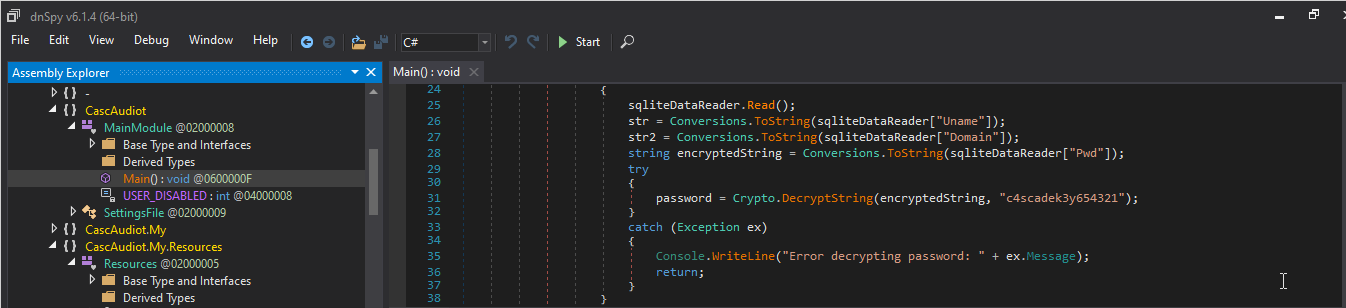 dnSpy v6.1.4 (64-bit)
File Edit View Debug Window Help C# Start
Assembly Explorer
Main() : void
{ } -
{ } CascAudiot
MainModule @02000008
Base Type and Interfaces
Derived Types
Main() : void @0600000F
USER_DISABLED : int @04000008
SettingsFile @02000009
{ } CascAudiot.My
{ } CascAudiot.My.Resources
Resources @02000005
Base Type and Interfaces
Derived Types
24 {
25 sqliteDataReader.Read();
26 str = Conversions.ToString(sqliteDataReader["Uname"]);
27 str2 = Conversions.ToString(sqliteDataReader["Domain"]);
28 string encryptedString = Conversions.ToString(sqliteDataReader["Pwd"]);
29 try
30 {
31 password = Crypto.DecryptString(encryptedString, "c4scadek3y654321");
32 }
33 catch (Exception ex)
34 {
35 Console.WriteLine("Error decrypting password: " + ex.Message);
36 return;
37 }
38 }